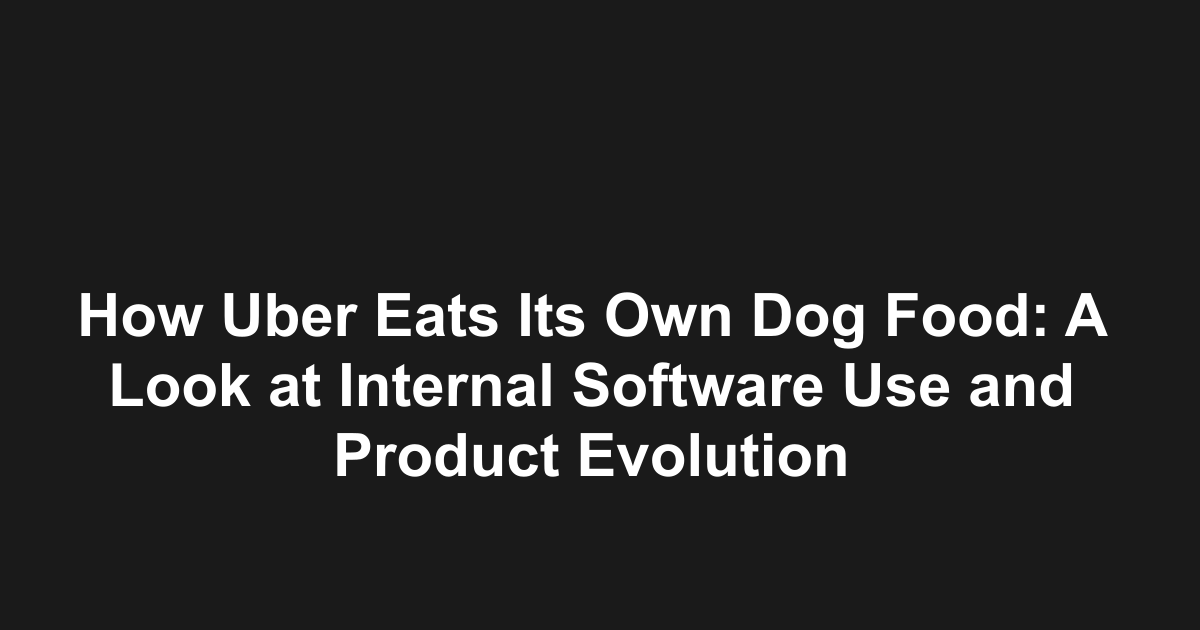 How Uber Eats Its Own Dog Food: A
Look at Internal Software Use and
Product Evolution